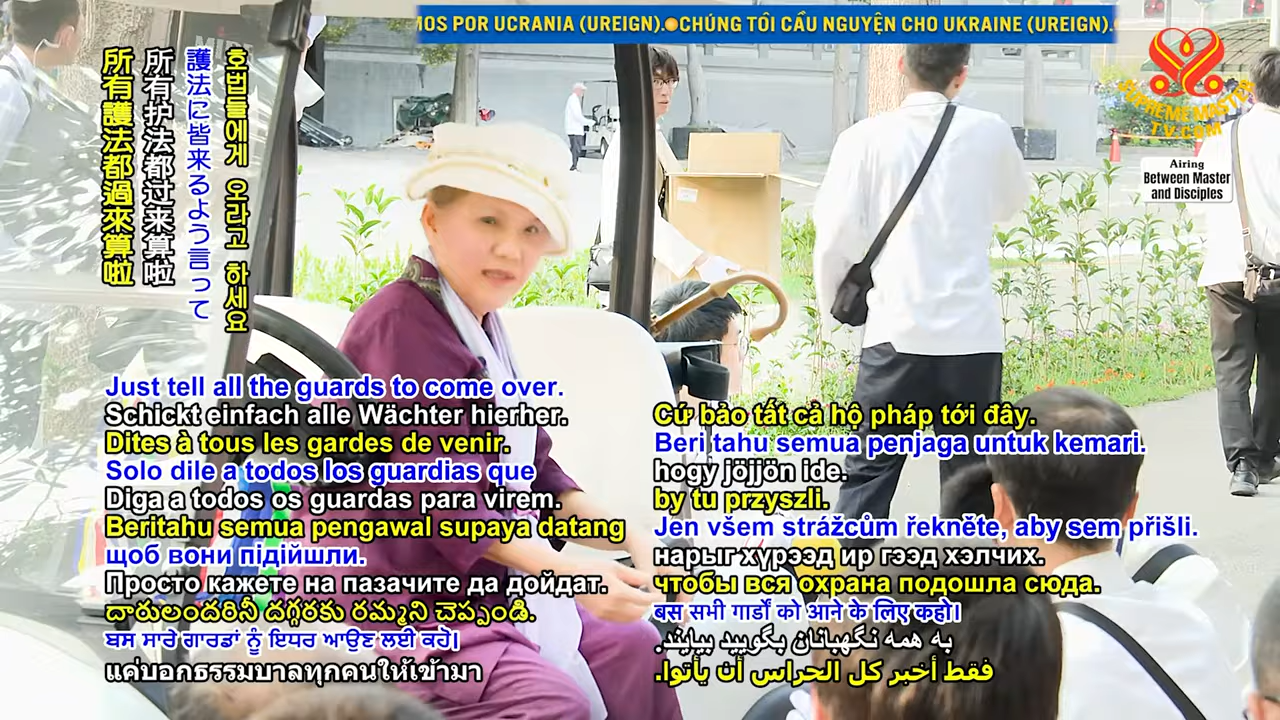 MOS POR UCRANIA (UREIGN).●CHÚNG TÔI CẦU NGUYỆN CHO UKRAINE (UREIGN).
SUPREME MASTER
TV.COM
Airing
Between Master
and Disciples
호법들에게 오라고 하세요
護法に皆来るよう言って
所有护法都过来算啦
所有護法都過來算啦
Just tell all the guards to come over.
Schickt einfach alle Wächter hierher.
Dites à tous les gardes de venir.
Solo dile a todos los guardias que
Diga a todos os guardas para virem.
Beritahu semua pengawal supaya datang
щоб вони підійшли.
Просто кажете на пазачите да дойдат.
దారులందరినీ దగ్గరకు రమ్మని చెప్పండి.
ਬਸ ਸਾਰੇ ਗਾਰਡਾਂ ਨੂੰ ਇਧਰ ਆਉਣ ਲਈ ਕਹੋ।
แค่บอกธรรมบาลทุกคนให้เข้ามา
Cứ bảo tất cả hộ pháp tới đây.
Beri tahu semua penjaga untuk kemari.
hogy jöjjön ide.
by tu przyszli.
Jen všem strážcům řekněte, aby sem přišli.
нарыг хүрээд ир гээд хэлчих.
чтобы вся охрана подошла сюда.
बस सभी गार्डों को आने के लिए कहो।
به همه نگهبانان بگویید بیایند.
فقط أخبر كل الحراس أن يأتوا.